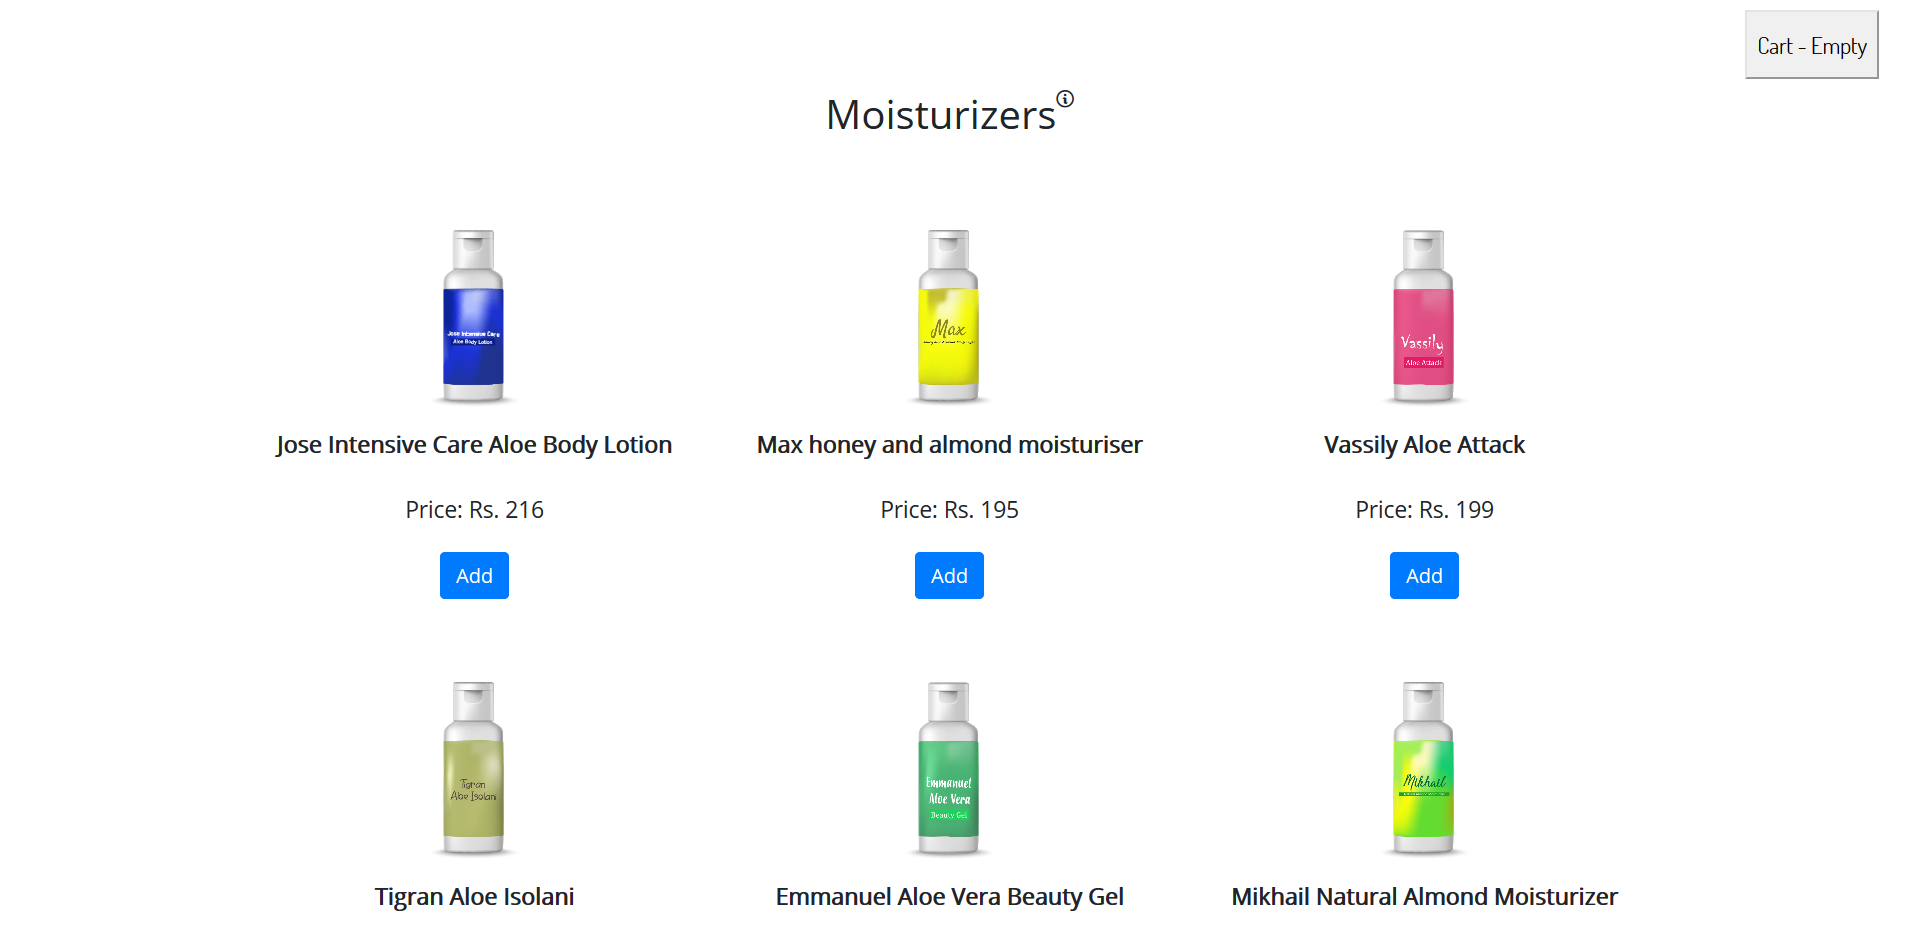 Cart - Empty
Moisturizers
Jose Intensive Care
Aloe Body Lotion
Max
Vassily
Aloe Attack
Jose Intensive Care Aloe Body Lotion
Max honey and almond moisturiser
Vassily Aloe Attack
Price: Rs. 216
Price: Rs. 195
Price: Rs. 199
Add
Add
Add
Tigran
Aloe Isolani
Emmanuel
Aloe Vera
Beauty Gel
Mikhail
Tigran Aloe Isolani
Emmanuel Aloe Vera Beauty Gel
Mikhail Natural Almond Moisturizer